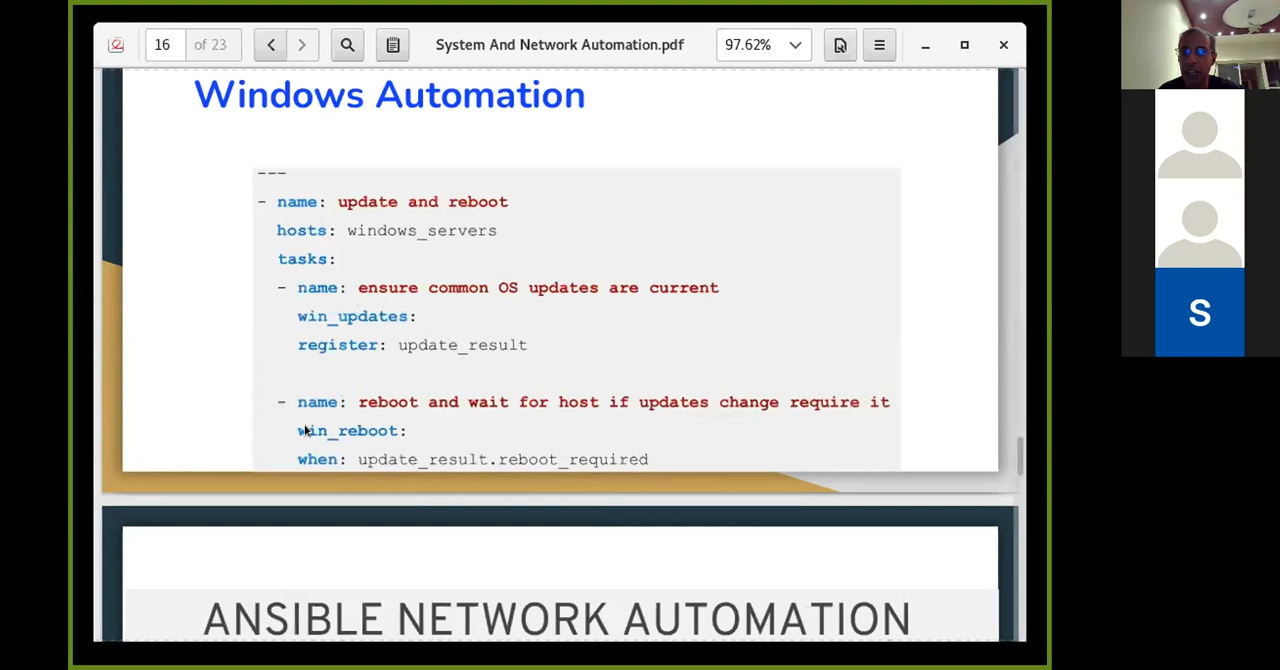 16 of 23
System And Network Automation.pdf
97.62%
Windows Automation
---
- name: update and reboot
hosts: windows_servers
tasks:
- name: ensure common OS updates are current
win_updates:
register: update_result
- name: reboot and wait for host if updates change require it
win_reboot:
when: update_result.reboot_required
ANSIBLE NETWORK AUTOMATION
S